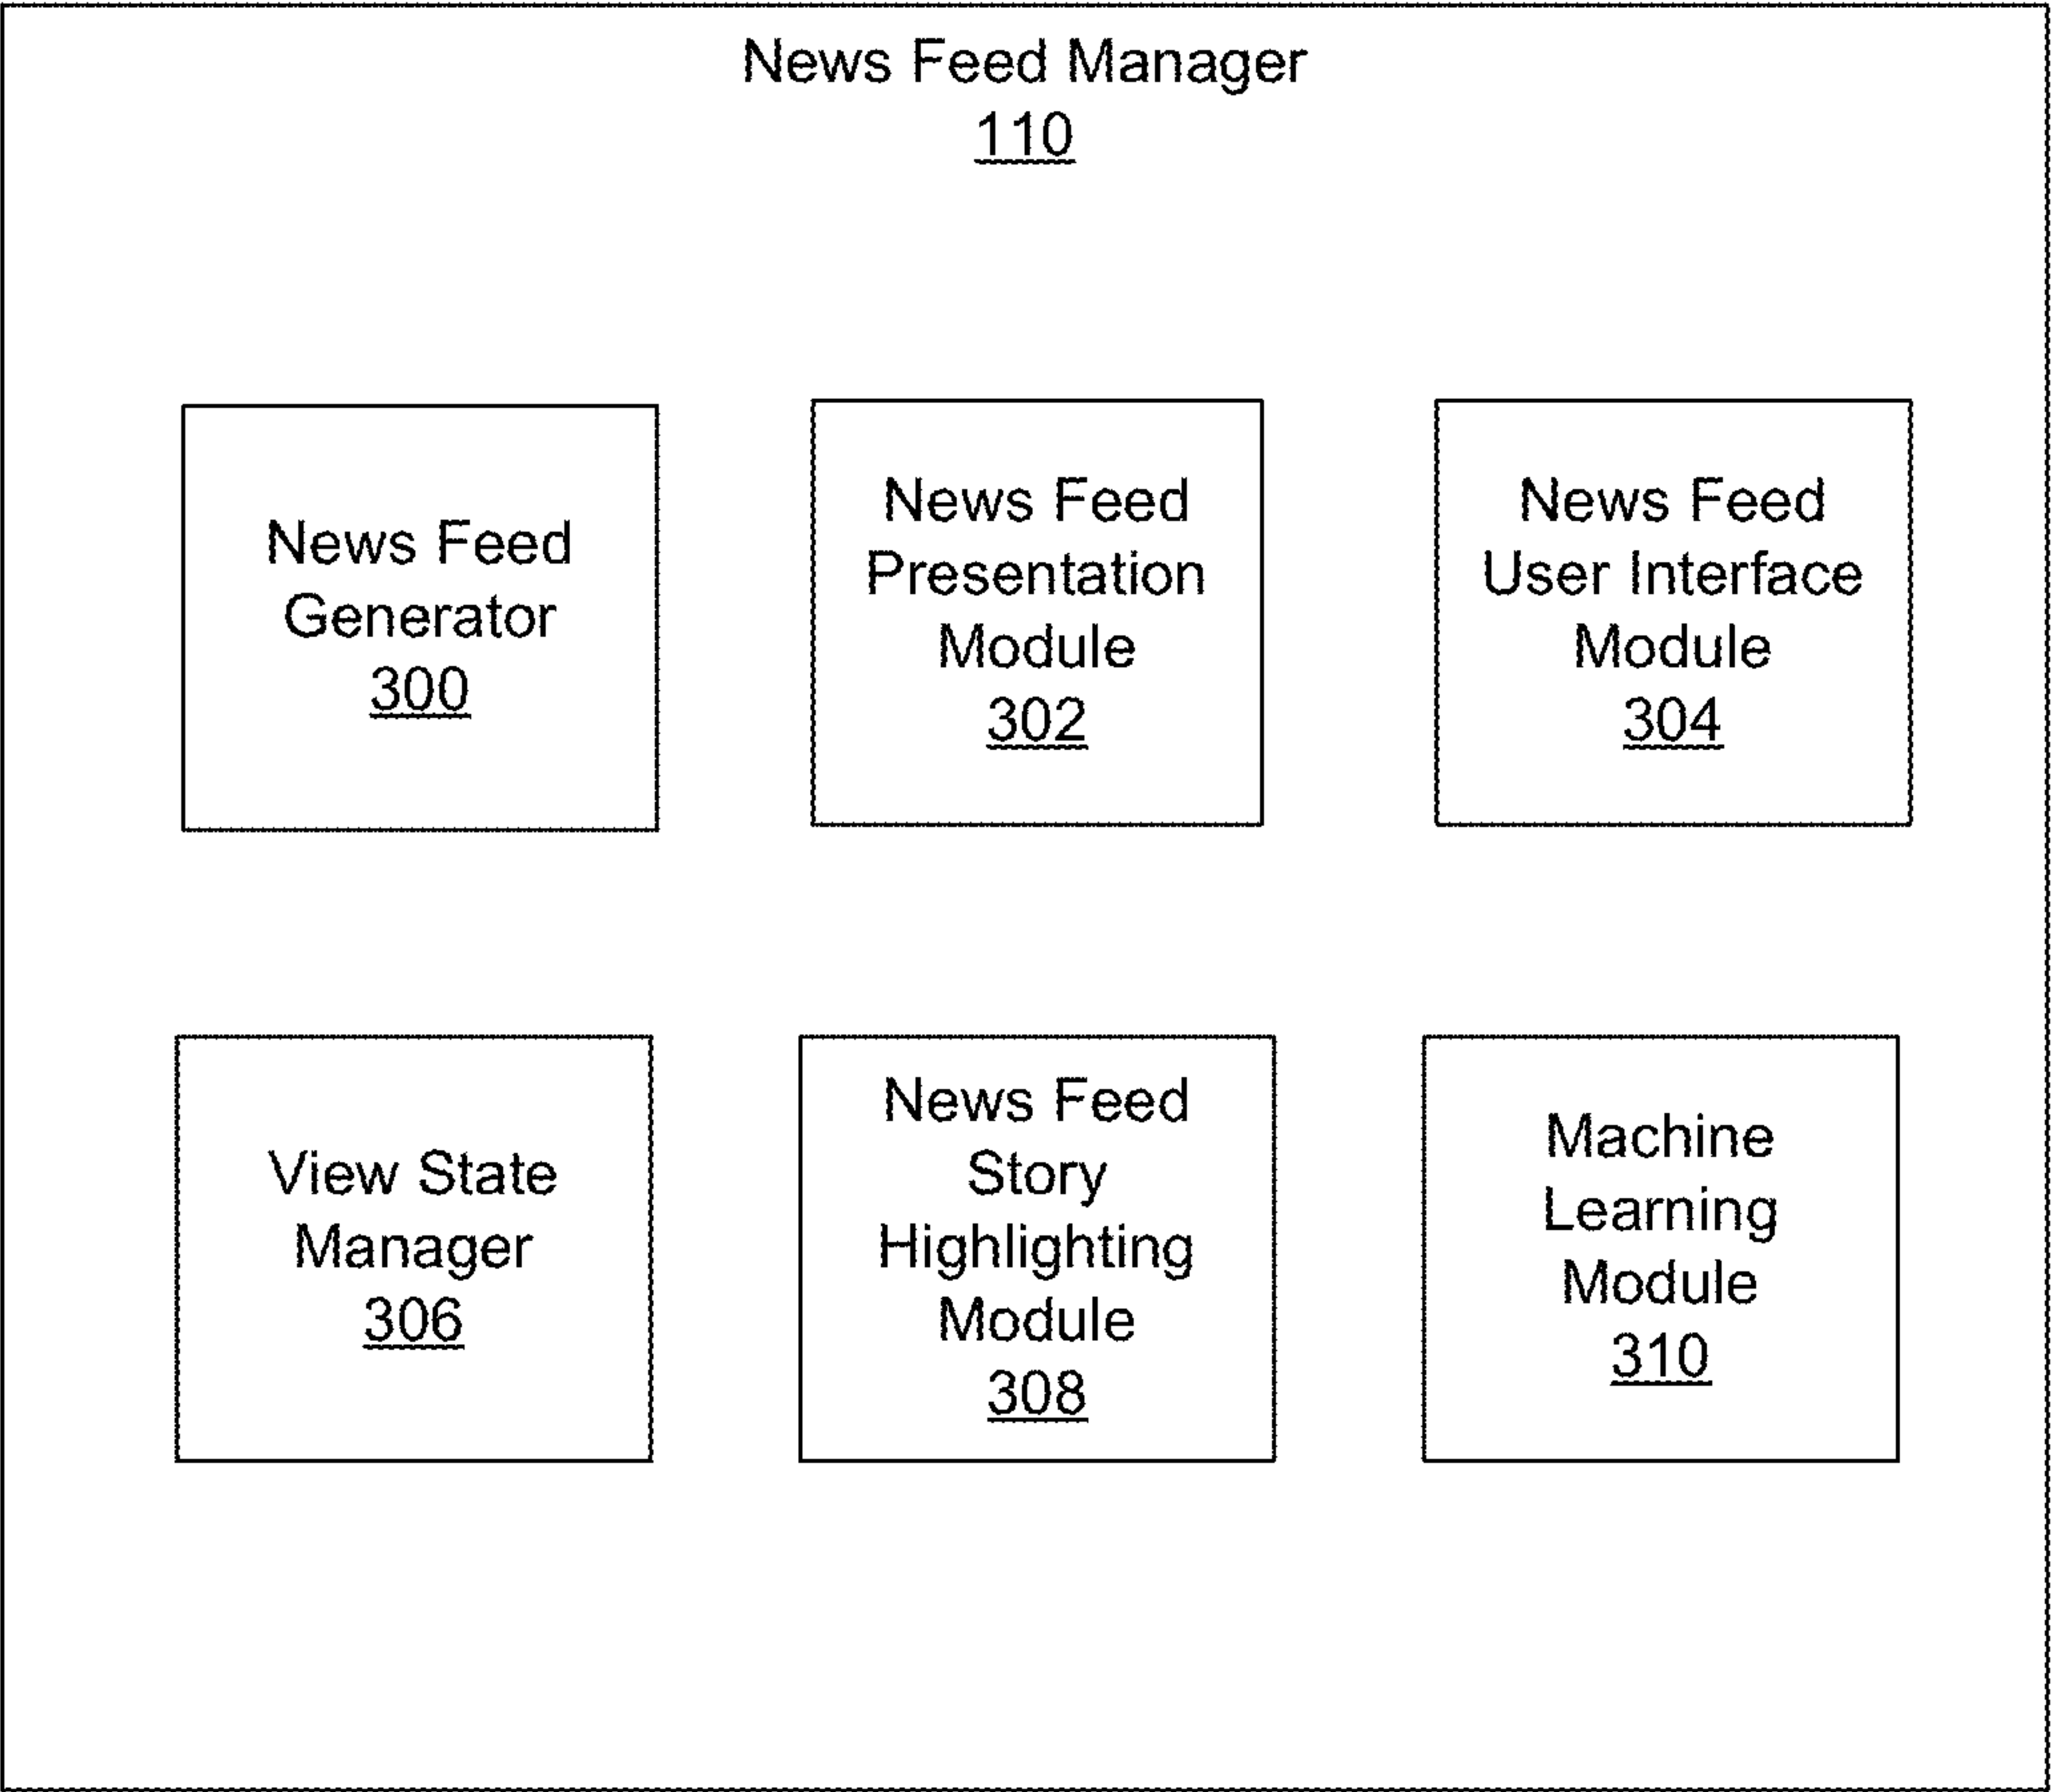 News Feed Manager
110
News Feed
Generator
300
News Feed
Presentation
Module
302
News Feed
User Interface
Module
304
View State
Manager
306
News Feed
Story
Highlighting
Module
308
Machine
Learning
Module
310